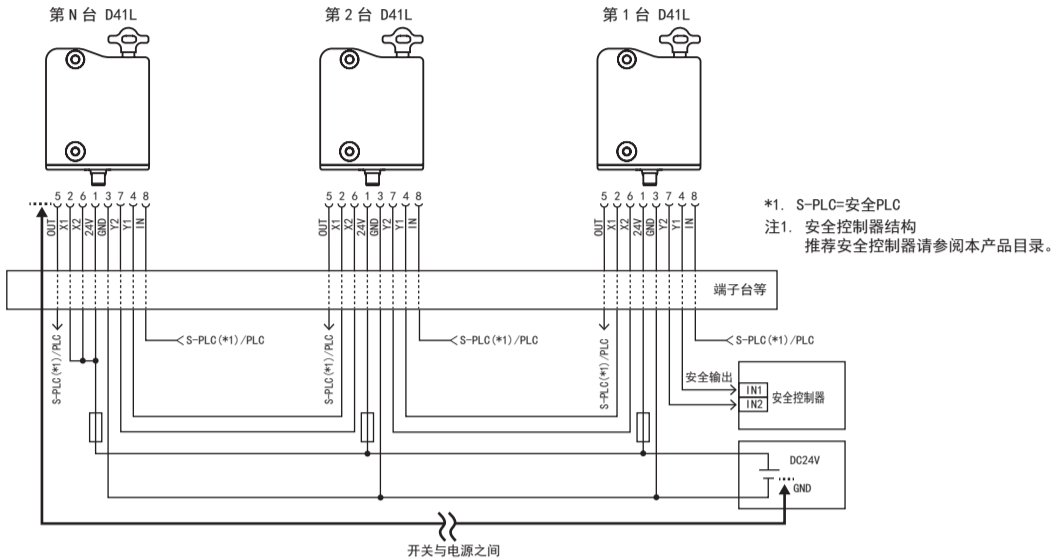 第 N 台 D41L
第 2 台 D41L
第 1 台 D41L
5 2 6 1 3 7 4 8
OUT X1 X2 24V GND Y2 Y1 IN
5 2 6 1 3 7 4 8
OUT X1 X2 24V GND Y2 Y1 IN
5 2 6 1 3 7 4 8
OUT X1 X2 24V GND Y2 Y1 IN
*1. S-PLC=安全PLC
注1. 安全控制器结构
推荐安全控制器请参阅本产品目录。
端子台等
S-PLC(*1)/PLC
S-PLC(*1)/PLC
S-PLC(*1)/PLC
S-PLC(*1)/PLC
S-PLC(*1)/PLC
S-PLC(*1)/PLC
安全输出
IN1
IN2
安全控制器
DC24V
GND
开关与电源之间